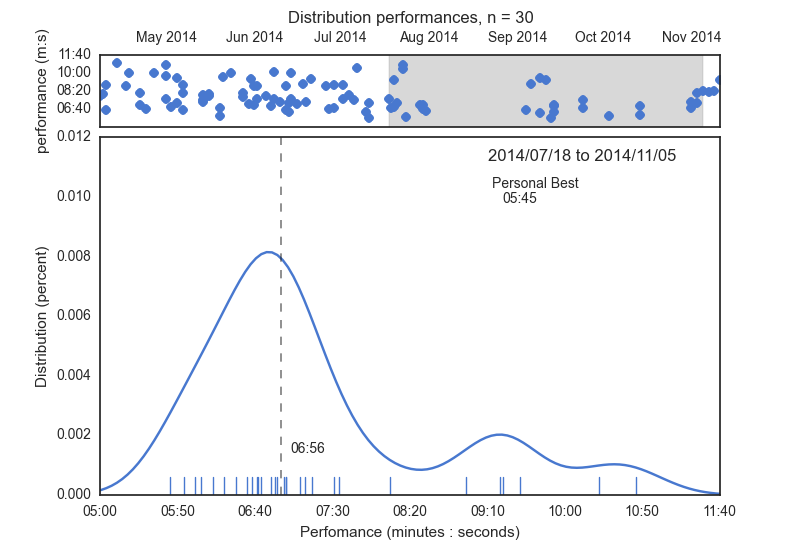 Distribution performances, n = 30
May 2014 Jun 2014 Jul 2014 Aug 2014 Sep 2014 Oct 2014 Nov 2014
performance (m:s)
11:40
10:00
08:20
06:40
Distribution (percent)
0.012
0.010
0.008
0.006
0.004
0.002
0.000
2014/07/18 to 2014/11/05
Personal Best
05:45
06:56
05:00 05:50 06:40 07:30 08:20 09:10 10:00 10:50 11:40
Perfomance (minutes : seconds)